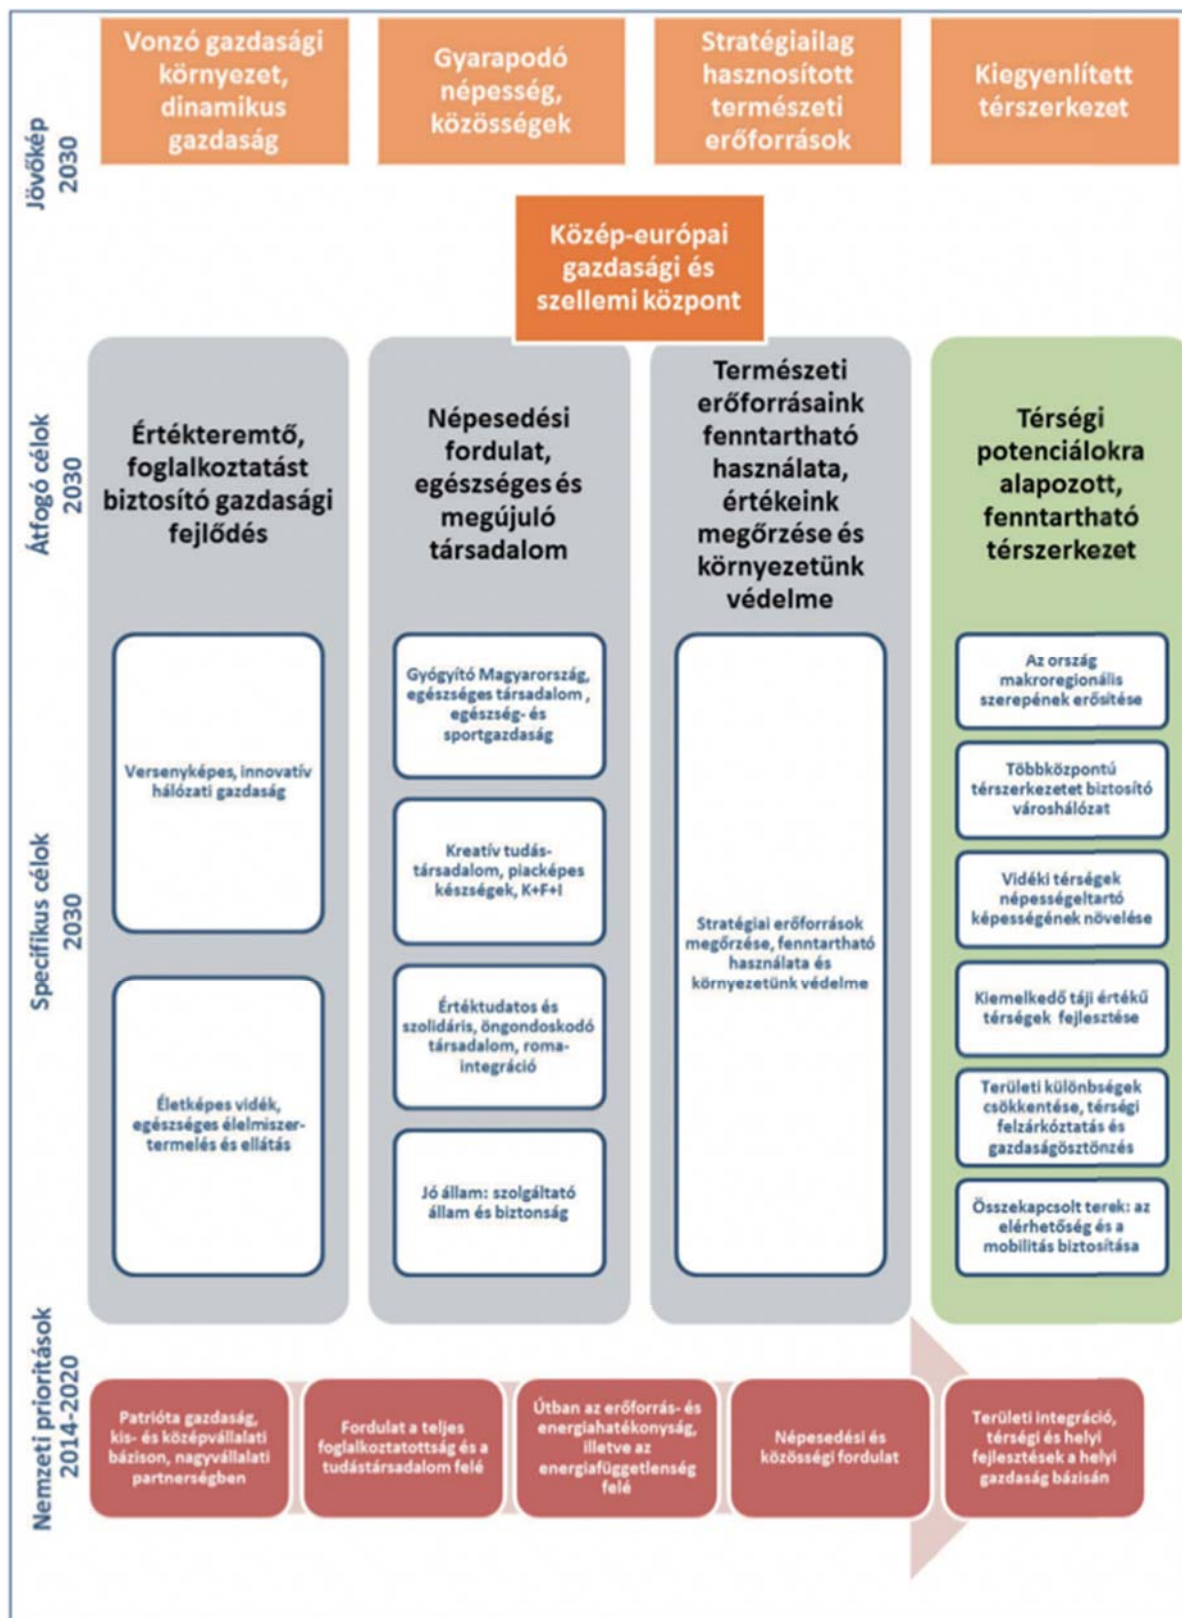 Jövőkép
2030
Vonzó gazdasági
környezet,
dinamikus
gazdaság
Gyarapodó
népesség,
közösségek
Stratégiailag
hasznosított
természeti
erőforrások
Kiegyenlített
térszerkezet
Közép-európai
gazdasági és
szellemi központ
Átfogó célok
2030
Értékteremtő,
foglalkoztatást
biztosító gazdasági
fejlődés
Népesedési
fordulat,
egészséges és
megújuló
társadalom
Természeti
erőforrásaink
fenntartható
használata,
értékeink
megőrzése és
környezetünk
védelme
Térségi
potenciálokra
alapozott,
fenntartható
térszerkezet
Specifikus célok
2030
Versenyképes, innovatív
hálózati gazdaság
Életképes vidék,
egészséges élelmiszer-
termelés és ellátás
Gyógyító Magyarország,
egészséges társadalom ,
egészség- és
sportgazdaság
Kreatív tudás-
társadalom, piacképes
készségek, K+F+I
Értéktudatos és
szolidáris, öngondoskodó
társadalom, roma-
integráció
Jó állam: szolgáltató
állam és biztonság
Stratégiai erőforrások
megőrzése, fenntartható
használata és
környezetünk védelme
Az ország
makroregionális
szerepének erősítése
Többközpontú
térszerkezetet biztosító
városhálózat
Vidéki térségek
népességeltartó
képességének növelése
Kiemelkedő táji értékű
térségek fejlesztése
Területi különbségek
csökkentése, térségi
felzárkóztatás és
gazdaságösztönzés
Összekapcsolt terek: az
elérhetőség és a
mobilitás biztosítása
Nemzeti prioritások
2014-2020
Patrióta gazdaság,
kis- és középvállalati
bázison, nagyvállalati
partnerségben
Fordulat a teljes
foglalkoztatottság és a
tudástársadalom felé
Útban az erőforrás- és
energiahatékonyság,
illetve az
energiafüggetlenség
felé
Népesedési és
közösségi fordulat
Területi integráció,
térségi és helyi
fejlesztések a helyi
gazdaság bázisán